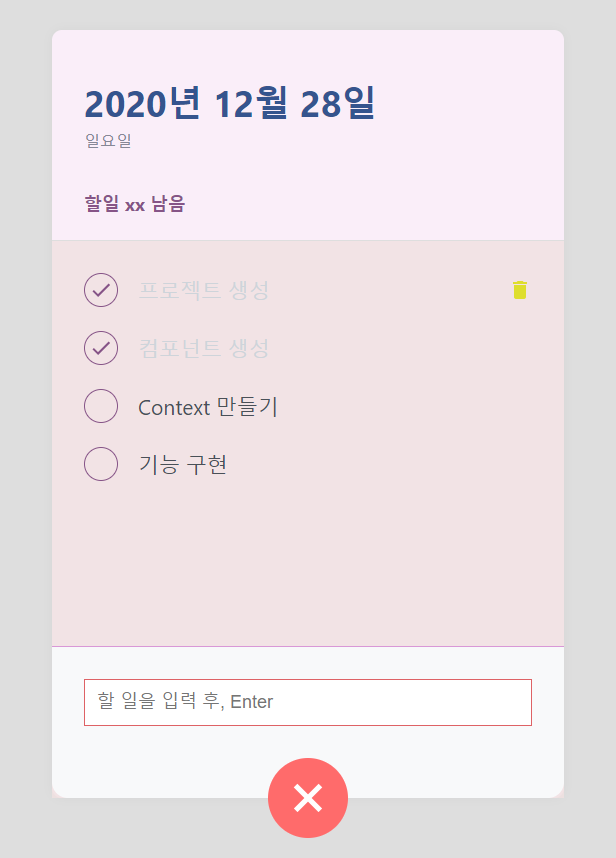 2020년 12월 28일
일요일
할일 xx 남음
프로젝트 생성
컴포넌트 생성
Context 만들기
기능 구현
할 일을 입력 후, Enter